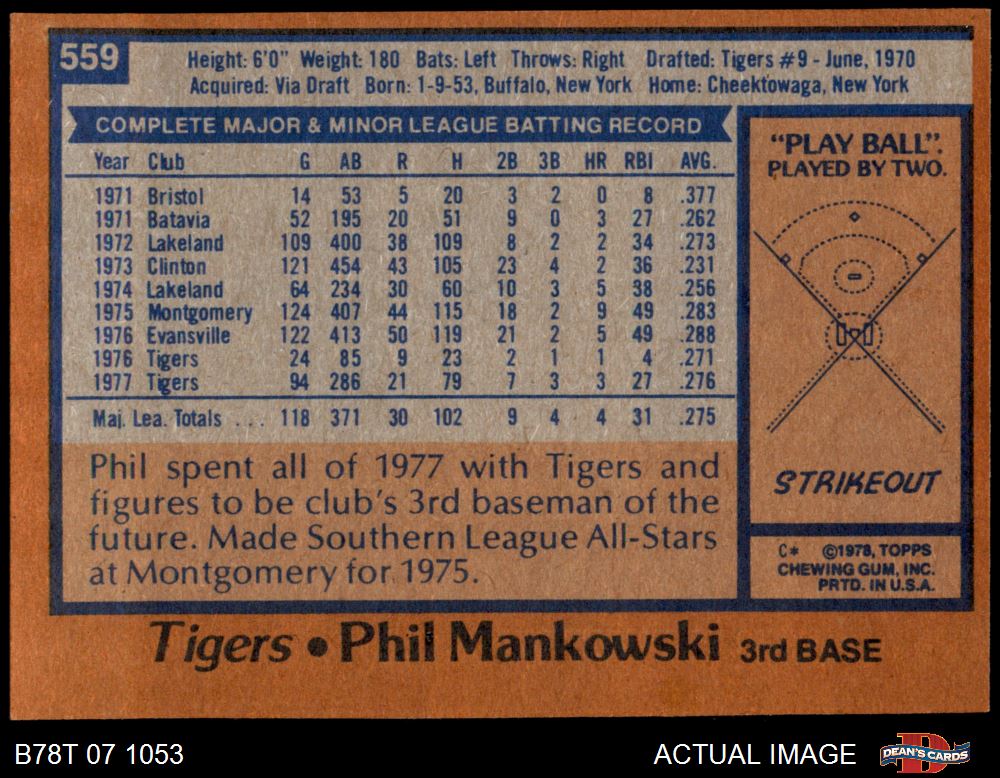 559
Height: 6'0" Weight: 180 Bats: Left Throws: Right Drafted: Tigers #9 - June, 1970
Acquired: Via Draft Born: 1-9-53, Buffalo, New York Home: Cheektowaga, New York
COMPLETE MAJOR & MINOR LEAGUE BATTING RECORD
Year Club G AB R H 2B 3B HR RBI AVG.
1971 Bristol 14 53 5 20 3 2 0 8 .377
1971 Batavia 52 195 20 51 9 0 3 27 .262
1972 Lakeland 109 400 38 109 8 2 2 34 .273
1973 Clinton 121 454 43 105 23 4 2 36 .231
1974 Lakeland 64 234 30 60 10 3 5 38 .256
1975 Montgomery 124 407 44 115 18 2 9 49 .283
1976 Evansville 122 413 50 119 21 2 5 49 .288
1976 Tigers 24 85 9 23 2 1 1 4 .271
1977 Tigers 94 286 21 79 7 3 3 27 .276
Maj. Lea. Totals ... 118 371 30 102 9 4 4 31 .275
Phil spent all of 1977 with Tigers and
figures to be club's 3rd baseman of the
future. Made Southern League All-Stars
at Montgomery for 1975.
"PLAY BALL".
PLAYED BY TWO.
STRIKEOUT
C* ©1978, TOPPS
CHEWING GUM, INC.
PRTD. IN U.S.A.
Tigers • Phil Mankowski 3rd BASE
B78T 07 1053
ACTUAL IMAGE
D
DEAN'S CARDS